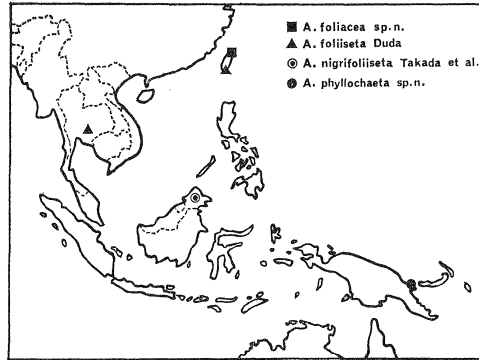 A. foliacea sp.n.
A. foliiseta Duda
A. nigrifoliiseta Takada et al.
A. phyllochaeta sp.n.